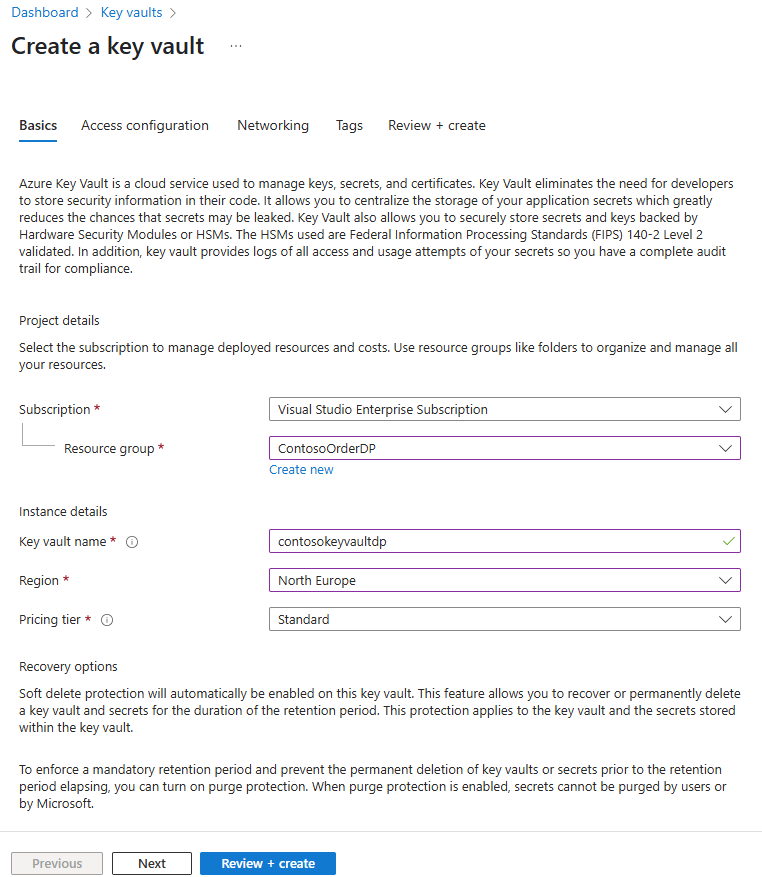 Dashboard > Key vaults >
Create a key vault ...
Basics Access configuration Networking Tags Review + create
Azure Key Vault is a cloud service used to manage keys, secrets, and certificates. Key Vault eliminates the need for developers
to store security information in their code. It allows you to centralize the storage of your application secrets which greatly
reduces the chances that secrets may be leaked. Key Vault also allows you to securely store secrets and keys backed by
Hardware Security Modules or HSMs. The HSMs used are Federal Information Processing Standards (FIPS) 140-2 Level 2
validated. In addition, key vault provides logs of all access and usage attempts of your secrets so you have a complete audit
trail for compliance.
Project details
Select the subscription to manage deployed resources and costs. Use resource groups like folders to organize and manage all
your resources.
Subscription * Visual Studio Enterprise Subscription
Resource group * ContosoOrderDP
Create new
Instance details
Key vault name * contosokeyvaultdp
Region * North Europe
Pricing tier * Standard
Recovery options
Soft delete protection will automatically be enabled on this key vault. This feature allows you to recover or permanently delete
a key vault and secrets for the duration of the retention period. This protection applies to the key vault and the secrets stored
within the key vault.
To enforce a mandatory retention period and prevent the permanent deletion of key vaults or secrets prior to the retention
period elapsing, you can turn on purge protection. When purge protection is enabled, secrets cannot be purged by users or
by Microsoft.
Previous Next Review + create